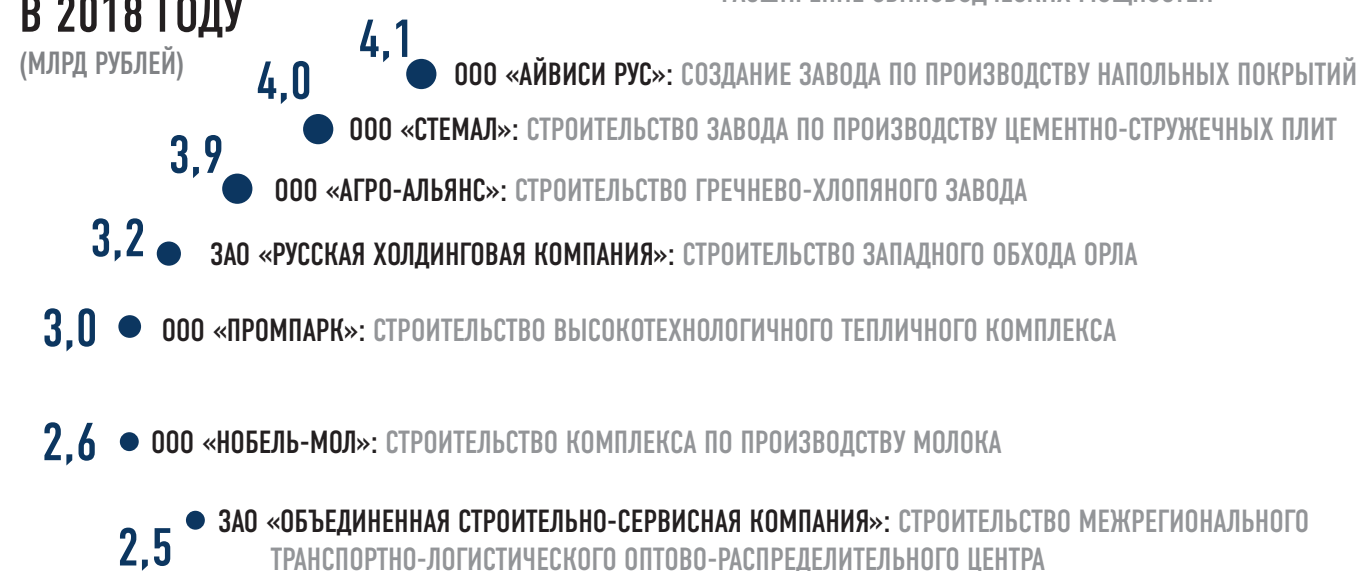 РАСШИРЕНИЕ СВИНОВОДЧЕСКИХ МОЩНОСТЕЙ
В 2018 ГОДУ
(МЛРД РУБЛЕЙ)
4,1 ООО «АЙВИСИ РУС»: СОЗДАНИЕ ЗАВОДА ПО ПРОИЗВОДСТВУ НАПОЛЬНЫХ ПОКРЫТИЙ
4,0 ООО «СТЕМАЛ»: СТРОИТЕЛЬСТВО ЗАВОДА ПО ПРОИЗВОДСТВУ ЦЕМЕНТНО-СТРУЖЕЧНЫХ ПЛИТ
3,9 ООО «АГРО-АЛЬЯНС»: СТРОИТЕЛЬСТВО ГРЕЧНЕВО-ХЛОПЯНОГО ЗАВОДА
3,2 ЗАО «РУССКАЯ ХОЛДИНГОВАЯ КОМПАНИЯ»: СТРОИТЕЛЬСТВО ЗАПАДНОГО ОБХОДА ОРЛА
3,0 ООО «ПРОМПАРК»: СТРОИТЕЛЬСТВО ВЫСОКОТЕХНОЛОГИЧНОГО ТЕПЛИЧНОГО КОМПЛЕКСА
2,6 ООО «НОБЕЛЬ-МОЛ»: СТРОИТЕЛЬСТВО КОМПЛЕКСА ПО ПРОИЗВОДСТВУ МОЛОКА
2,5 ЗАО «ОБЪЕДИНЕННАЯ СТРОИТЕЛЬНО-СЕРВИСНАЯ КОМПАНИЯ»: СТРОИТЕЛЬСТВО МЕЖРЕГИОНАЛЬНОГО
ТРАНСПОРТНО-ЛОГИСТИЧЕСКОГО ОПТОВО-РАСПРЕДЕЛИТЕЛЬНОГО ЦЕНТРА